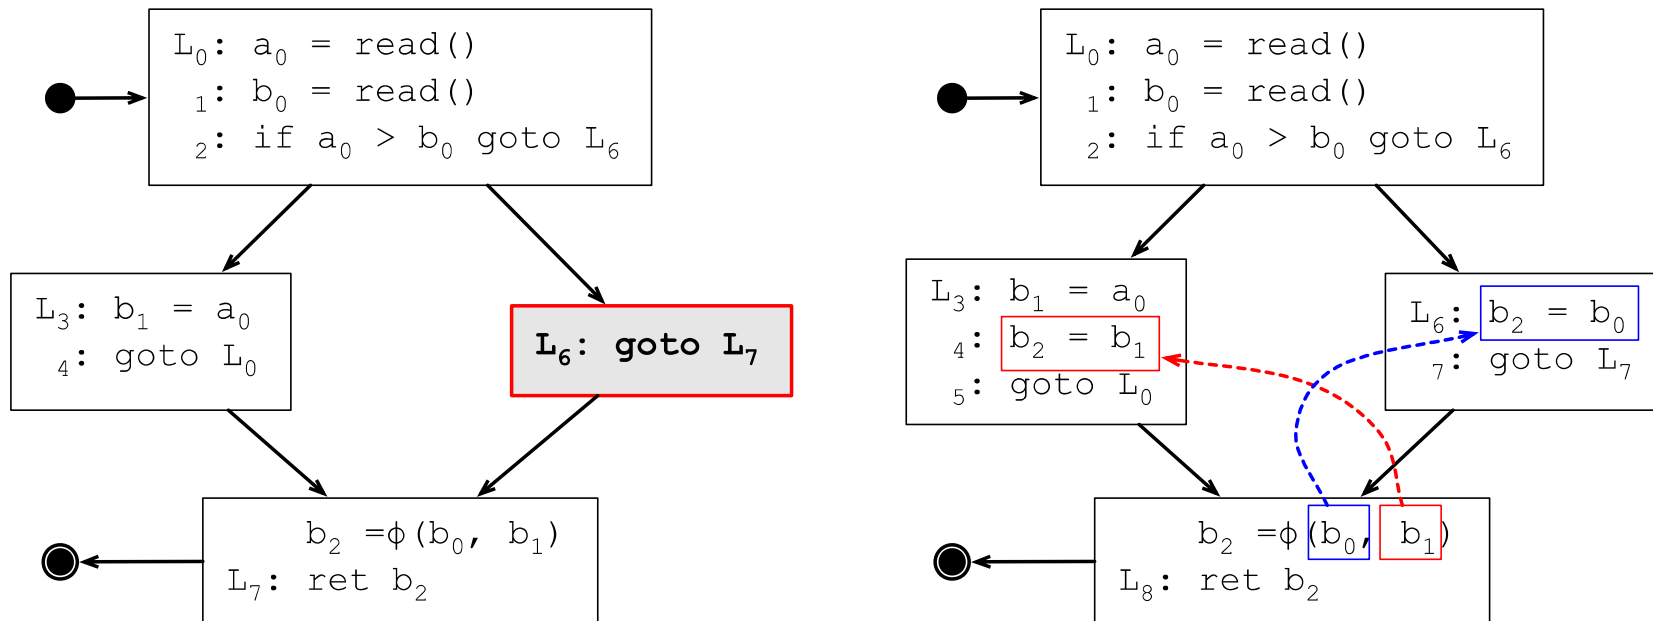 L₀: a₀ = read()
₁: b₀ = read()
₂: if a₀ > b₀ goto L₆
L₃: b₁ = a₀
₄: goto L₀
L₆: goto L₇
b₂ =ϕ(b₀, b₁)
L₇: ret b₂
L₀: a₀ = read()
₁: b₀ = read()
₂: if a₀ > b₀ goto L₆
L₃: b₁ = a₀
₄: b₂ = b₁
₅: goto L₀
L₆: b₂ = b₀
₇: goto L₇
b₂ =ϕ(b₀, b₁)
L₈: ret b₂